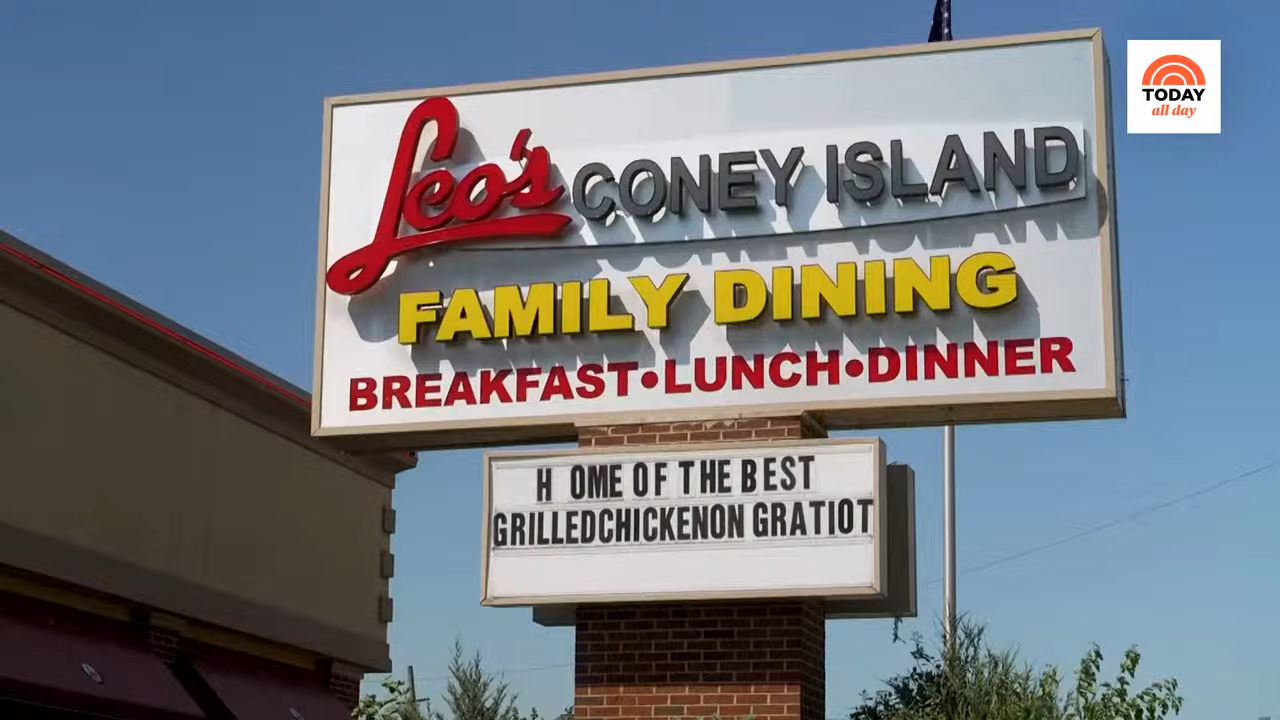 Leo's CONEY ISLAND
FAMILY DINING
BREAKFAST•LUNCH•DINNER
H OME OF THE BEST
GRILLEDCHICKENON GRATIOT
TODAY
all day